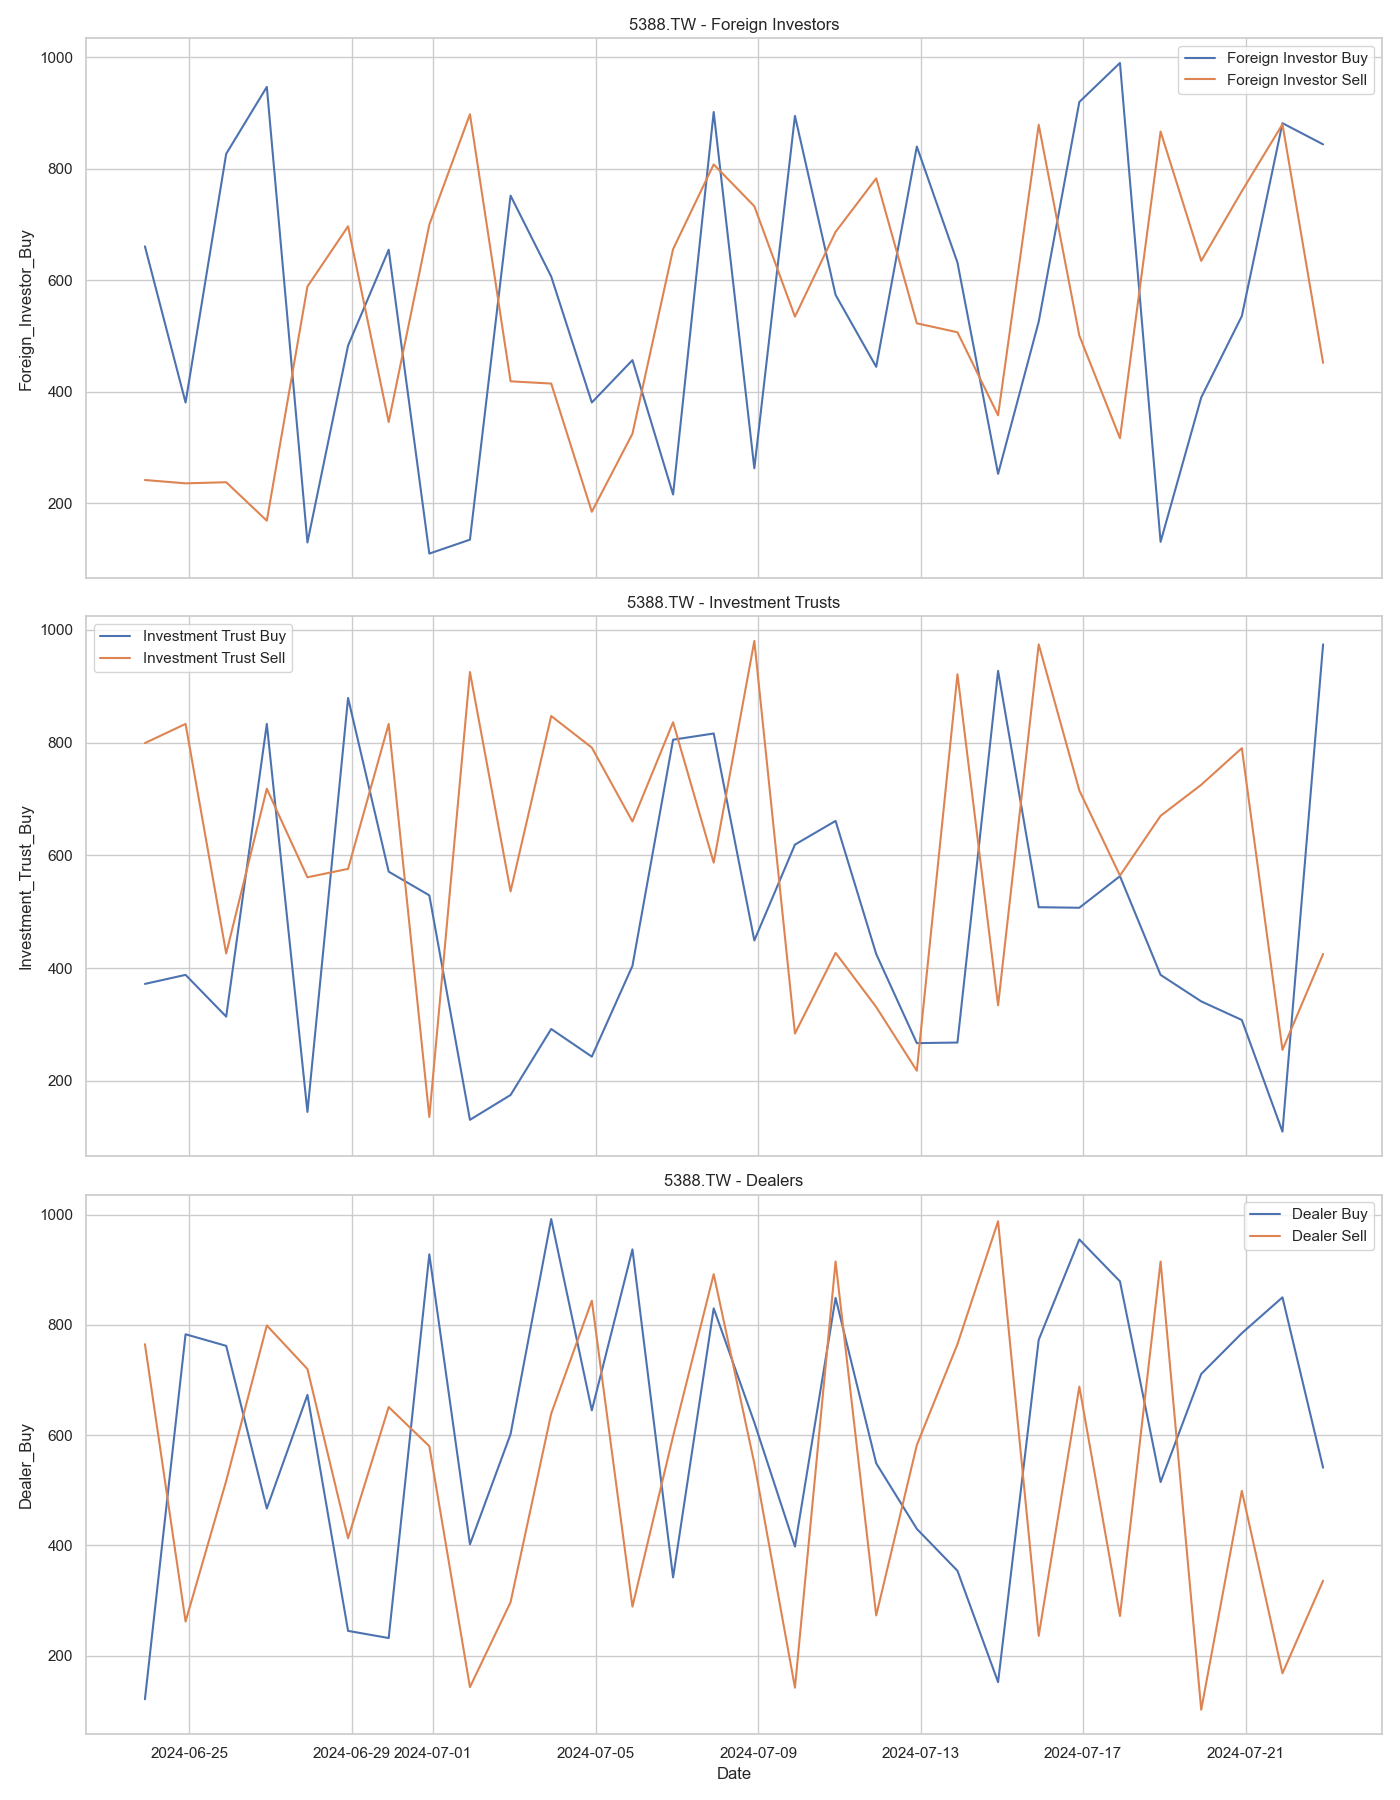 5388.TW - Foreign Investors
Foreign Investor Buy
Foreign Investor Sell
1000
800
600
400
200
Foreign_Investor_Buy
5388.TW - Investment Trusts
Investment Trust Buy
Investment Trust Sell
1000
800
600
400
200
Investment_Trust_Buy
5388.TW - Dealers
Dealer Buy
Dealer Sell
1000
800
600
400
200
Dealer_Buy
2024-06-25 2024-06-29 2024-07-01 2024-07-05 2024-07-09 2024-07-13 2024-07-17 2024-07-21
Date